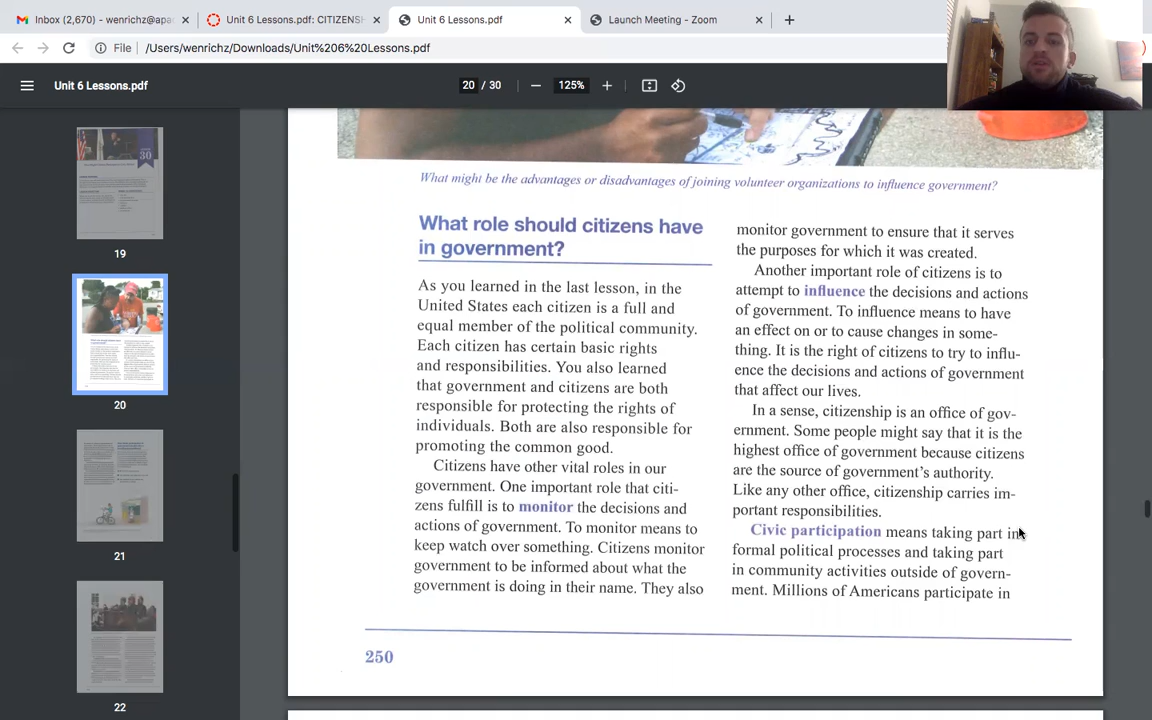 Inbox (2,670) - wenrichz@apa
Unit 6 Lessons.pdf: CITIZENSH
Unit 6 Lessons.pdf
Launch Meeting - Zoom
File
/Users/wenrichz/Downloads/Unit%206%20Lessons.pdf
Unit 6 Lessons.pdf
20 / 30
125%
30
19
20
21
22
What might be the advantages or disadvantages of joining volunteer organizations to influence government?
What role should citizens have
in government?
As you learned in the last lesson, in the
United States each citizen is a full and
equal member of the political community.
Each citizen has certain basic rights
and responsibilities. You also learned
that government and citizens are both
responsible for protecting the rights of
individuals. Both are also responsible for
promoting the common good.
Citizens have other vital roles in our
government. One important role that citi-
zens fulfill is to monitor the decisions and
actions of government. To monitor means to
keep watch over something. Citizens monitor
government to be informed about what the
government is doing in their name. They also
monitor government to ensure that it serves
the purposes for which it was created.
Another important role of citizens is to
attempt to influence the decisions and actions
of government. To influence means to have
an effect on or to cause changes in some-
thing. It is the right of citizens to try to influ-
ence the decisions and actions of government
that affect our lives.
In a sense, citizenship is an office of gov-
ernment. Some people might say that it is the
highest office of government because citizens
are the source of government's authority.
Like any other office, citizenship carries im-
portant responsibilities.
Civic participation means taking part in
formal political processes and taking part
in community activities outside of govern-
ment. Millions of Americans participate in
250